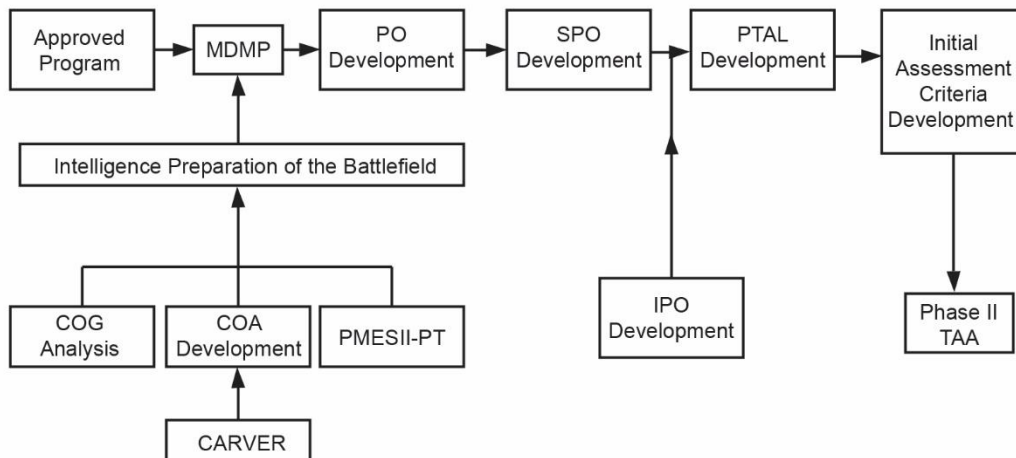 Approved
Program
MDMP
PO
Development
SPO
Development
PTAL
Development
Initial
Assessment
Criteria
Development
Intelligence Preparation of the Battlefield
COG
Analysis
COA
Development
PMESII-PT
IPO
Development
Phase II
TAA
CARVER